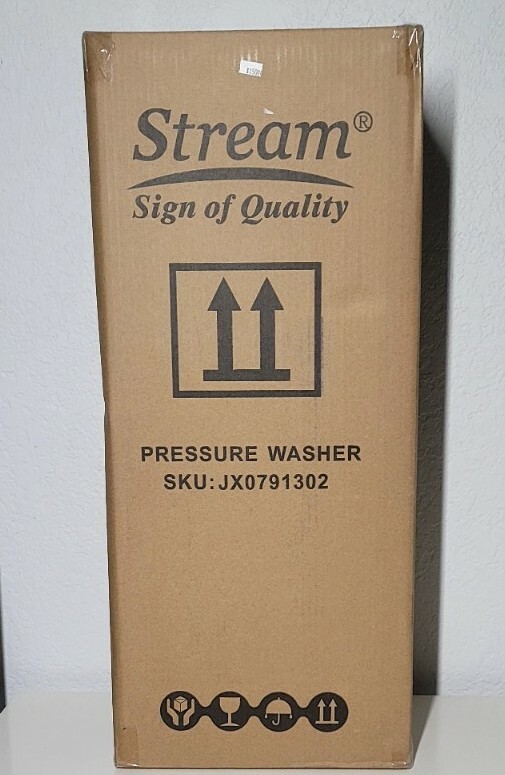 Stream®
Sign of Quality
PRESSURE WASHER
SKU:JX0791302